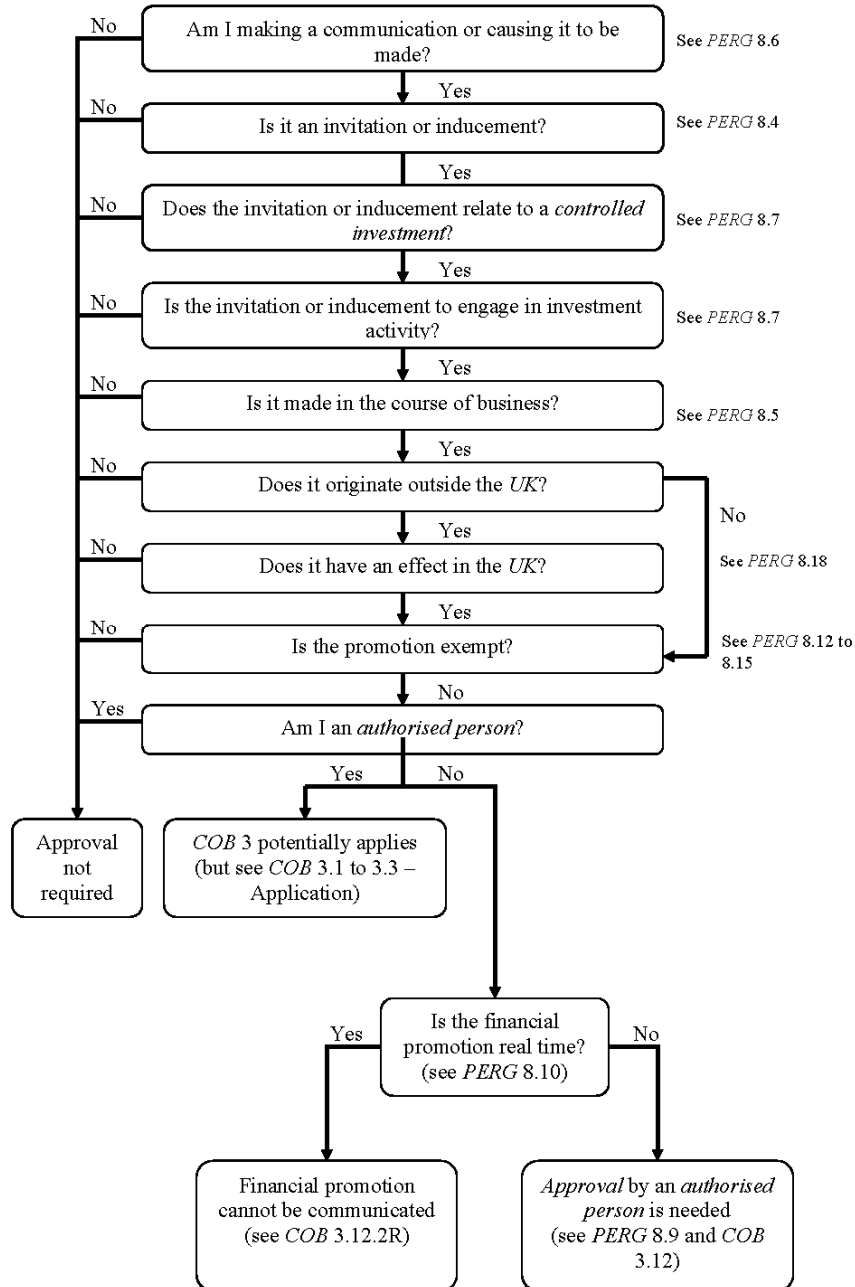 No
Am I making a communication or causing it to be
made?
See PERG 8.6
Yes
No
Is it an invitation or inducement?
See PERG 8.4
Yes
No
Does the invitation or inducement relate to a controlled
investment?
See PERG 8.7
Yes
No
Is the invitation or inducement to engage in investment
activity?
See PERG 8.7
Yes
No
Is it made in the course of business?
See PERG 8.5
Yes
No
Does it originate outside the UK?
No
Yes
No
Does it have an effect in the UK?
See PERG 8.18
Yes
No
Is the promotion exempt?
See PERG 8.12 to
8.15
No
Yes
Am I an authorised person?
Yes
No
Approval
not
required
COB 3 potentially applies
(but see COB 3.1 to 3.3 –
Application)
Yes
Is the financial
promotion real time?
(see PERG 8.10)
No
Financial promotion
cannot be communicated
(see COB 3.12.2R)
Approval by an authorised
person is needed
(see PERG 8.9 and COB
3.12)